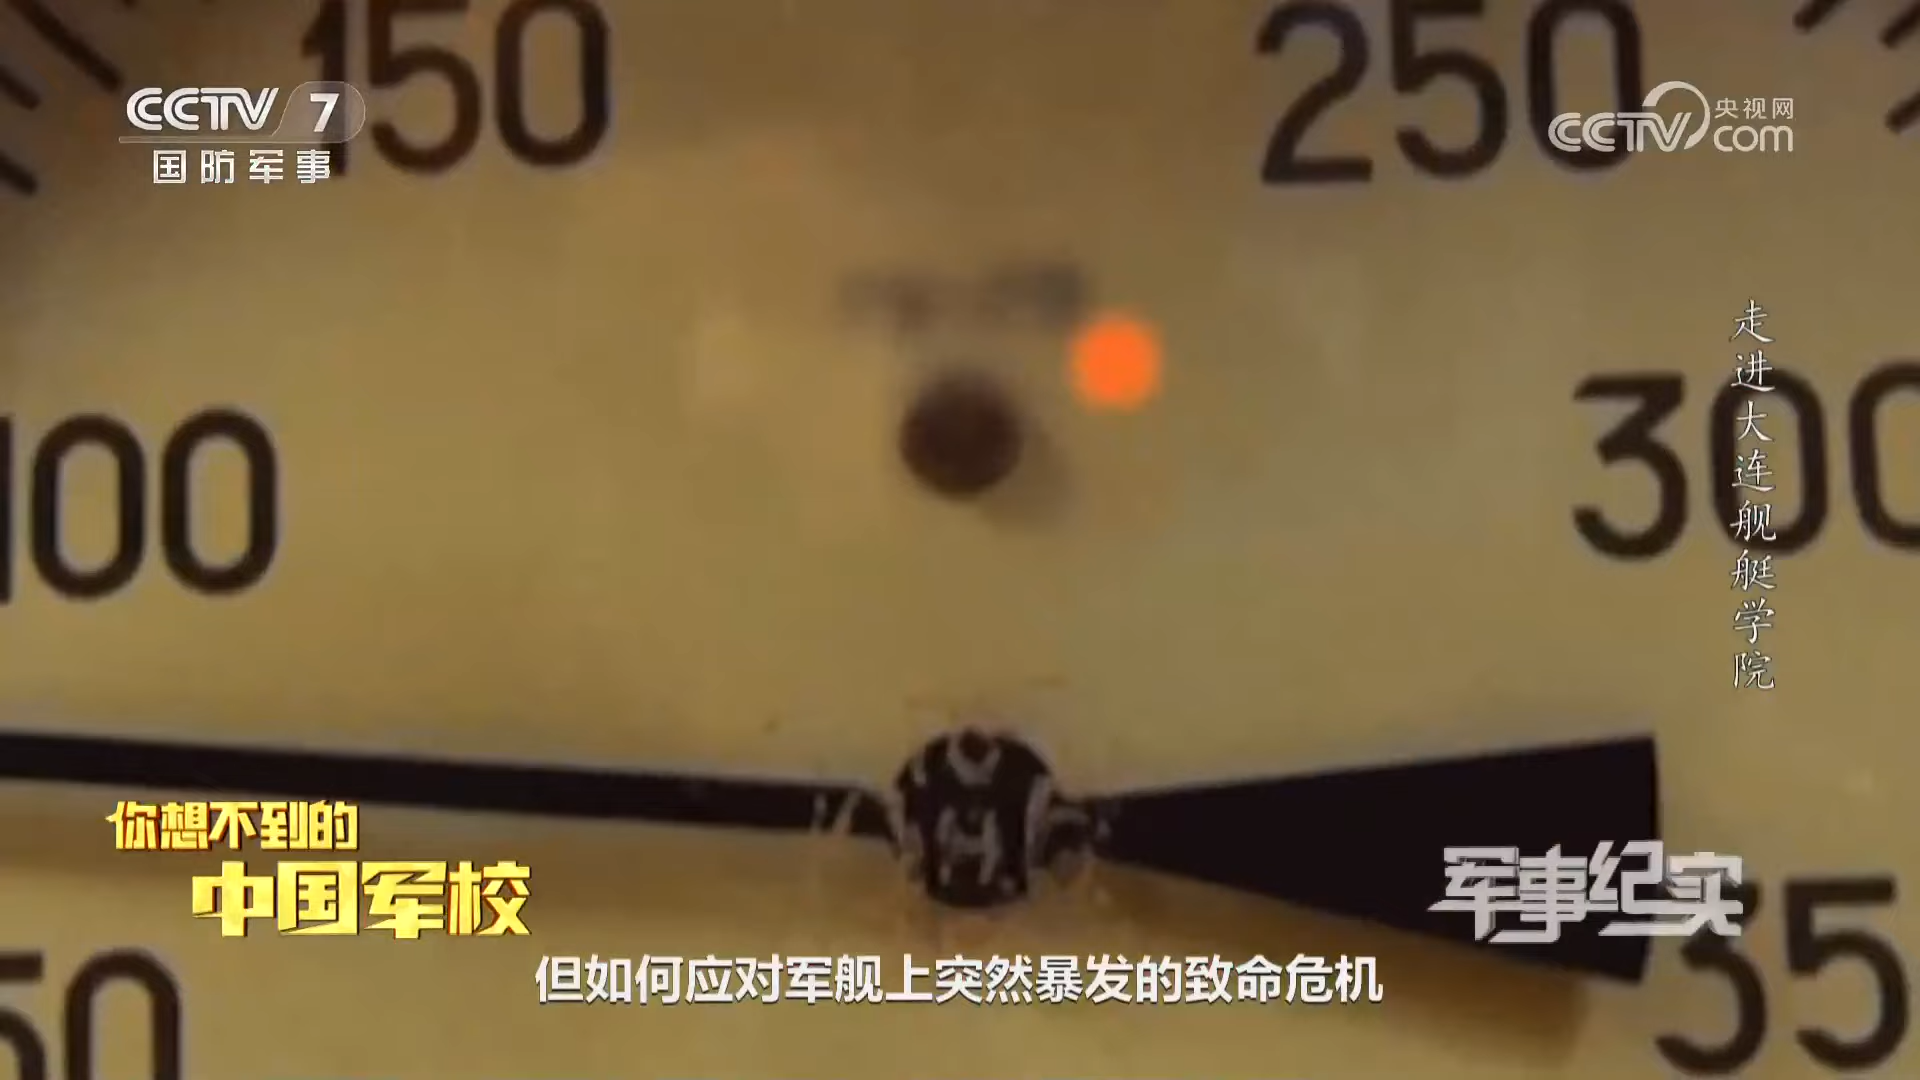 150
250
CCTV 7
国防军事
央视网
CCTV.com
100
300
走进大连舰艇学院
你想不到的
中国军校
军事纪实
50
35
但如何应对军舰上突然暴发的致命危机